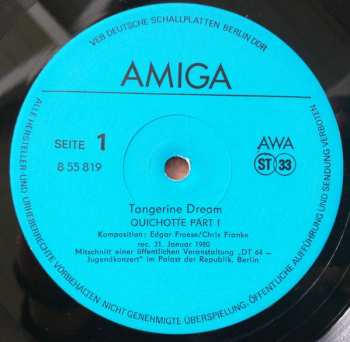 VEB DEUTSCHE SCHALLPLATTEN BERLIN DDR
AMIGA
SEITE 1
8 55 819
AWA
ST 33
Tangerine Dream
QUICHOTTE PART I
Komposition: Edgar Froese/Chris Franke
rec. 31. Januar 1980
Mitschnitt einer öffentlichen Veranstaltung „DT 64 –
Jugendkonzert" im Palast der Republik, Berlin
ALLE HERSTELLER- UND URHEBERRECHTE VORBEHALTEN NICHT GENEHMIGTE ÜBERSPIELUNG, ÖFFENTLICHE AUFFÜHRUNG UND SENDUNG VERBOTEN